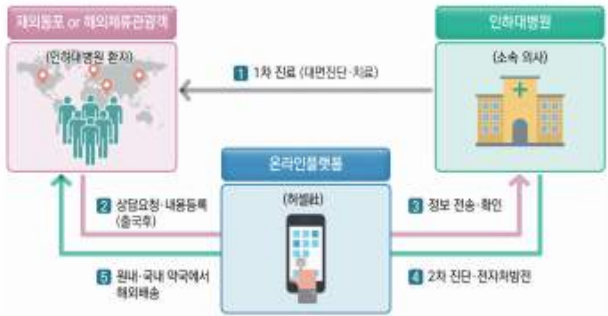 재외동포 or 해외체류관광객
(인하대병원 환자)
인하대병원
(소속 의사)
1 1차 진료 (대면진단·치료)
온라인플랫폼
(허셀社)
2 상담요청·내용등록
(출국후)
3 정보 전송·확인
5 원내·국내 약국에서
해외배송
4 2차 진단·전자처방전